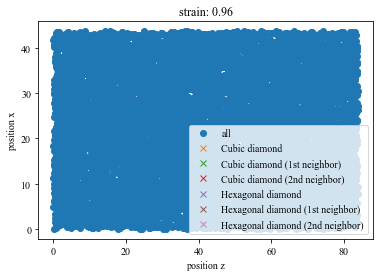 strain: 0.96
position x
40
30
20
10
0
all
Cubic diamond
Cubic diamond (1st neighbor)
Cubic diamond (2nd neighbor)
Hexagonal diamond
Hexagonal diamond (1st neighbor)
Hexagonal diamond (2nd neighbor)
0 20 40 60 80
position z